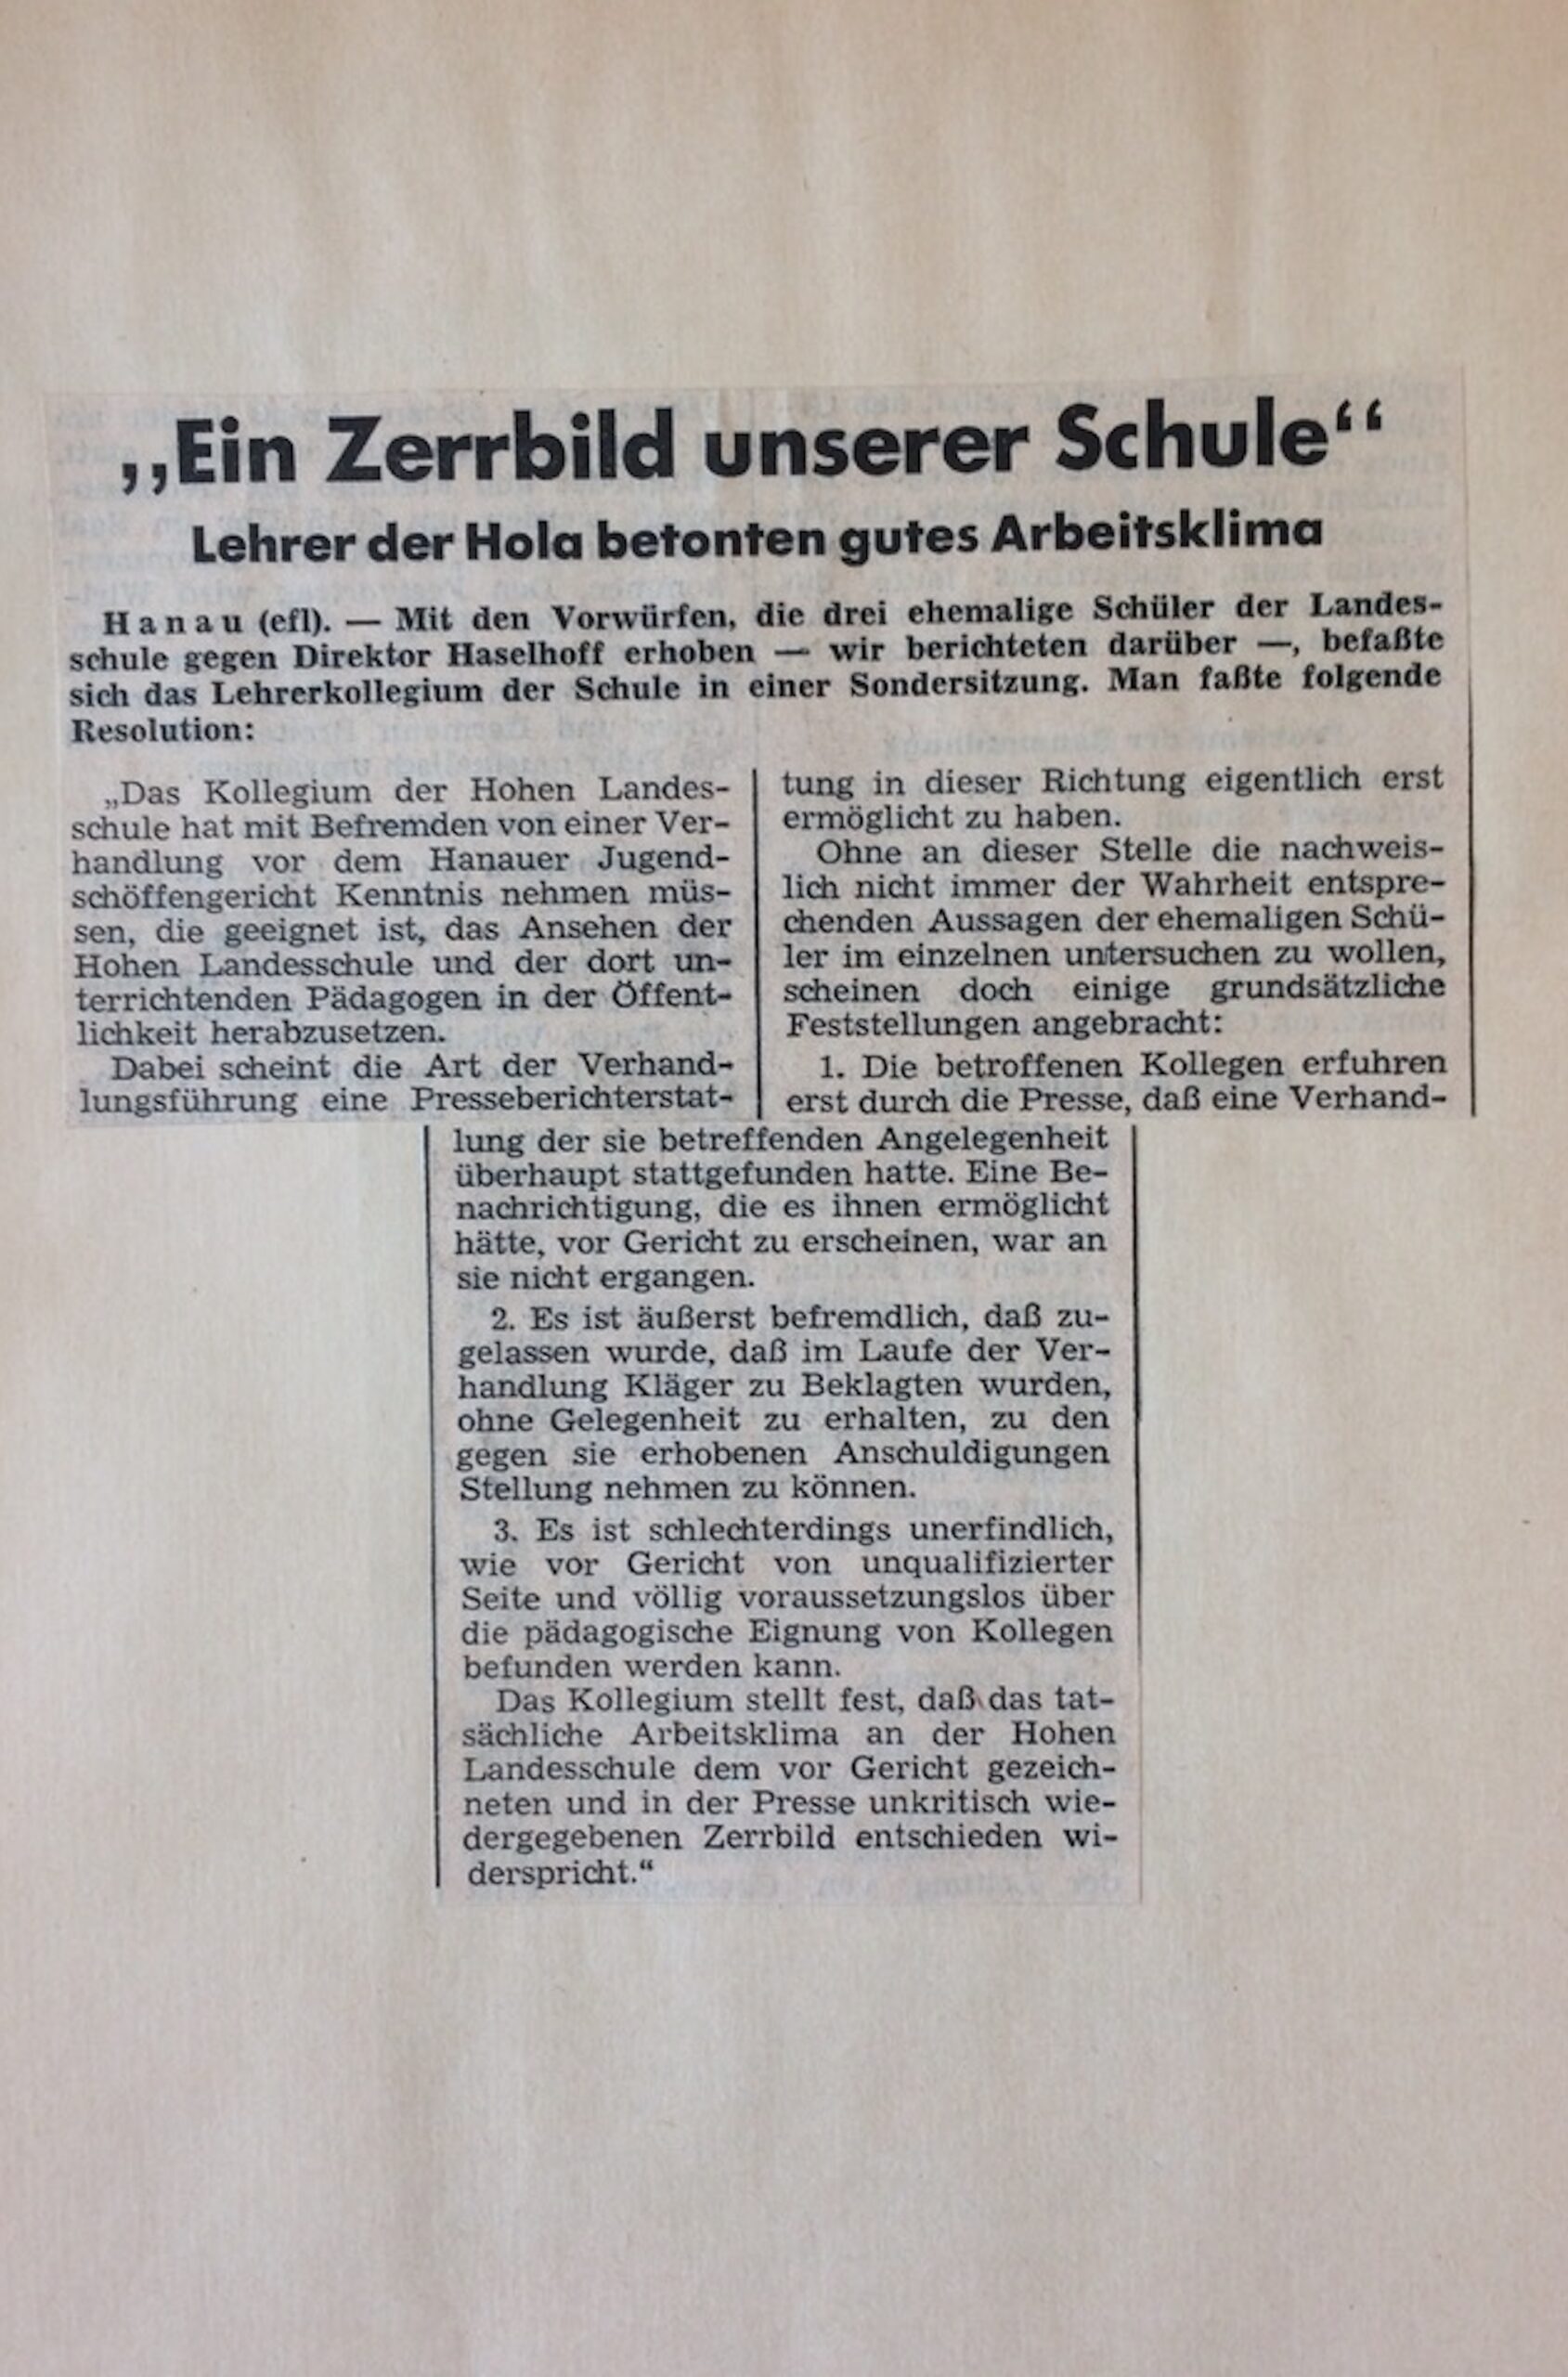 „Ein Zerrbild unserer Schule“
Lehrer der Hola betonten gutes Arbeitsklima
Hanau (efl). — Mit den Vorwürfen, die drei ehemalige Schüler der Landes-
schule gegen Direktor Haselhoff erhoben — wir berichteten darüber —, befaßte
sich das Lehrerkollegium der Schule in einer Sondersitzung. Man faßte folgende
Resolution:
„Das Kollegium der Hohen Landes-
schule hat mit Befremden von einer Ver-
handlung vor dem Hanauer Jugend-
schöffengericht Kenntnis nehmen müs-
sen, die geeignet ist, das Ansehen der
Hohen Landesschule und der dort un-
terrichtenden Pädagogen in der Öffent-
lichkeit herabzusetzen.
Dabei scheint die Art der Verhand-
lungsführung eine Presseberichterstat-
tung in dieser Richtung eigentlich erst
ermöglicht zu haben.
Ohne an dieser Stelle die nachweis-
lich nicht immer der Wahrheit entspre-
chenden Aussagen der ehemaligen Schü-
ler im einzelnen untersuchen zu wollen,
scheinen doch einige grundsätzliche
Feststellungen angebracht:
1. Die betroffenen Kollegen erfuhren
erst durch die Presse, daß eine Verhand-
lung der sie betreffenden Angelegenheit
überhaupt stattgefunden hatte. Eine Be-
nachrichtigung, die es ihnen ermöglicht
hätte, vor Gericht zu erscheinen, war an
sie nicht ergangen.
2. Es ist äußerst befremdlich, daß zu-
gelassen wurde, daß im Laufe der Ver-
handlung Kläger zu Beklagten wurden,
ohne Gelegenheit zu erhalten, zu den
gegen sie erhobenen Anschuldigungen
Stellung nehmen zu können.
3. Es ist schlechterdings unerfindlich,
wie vor Gericht von unqualifizierter
Seite und völlig voraussetzungslos über
die pädagogische Eignung von Kollegen
befunden werden kann.
Das Kollegium stellt fest, daß das tat-
sächliche Arbeitsklima an der Hohen
Landesschule dem vor Gericht gezeich-
neten und in der Presse unkritisch wie-
dergegebenen Zerrbild entschieden wi-
derspricht.“